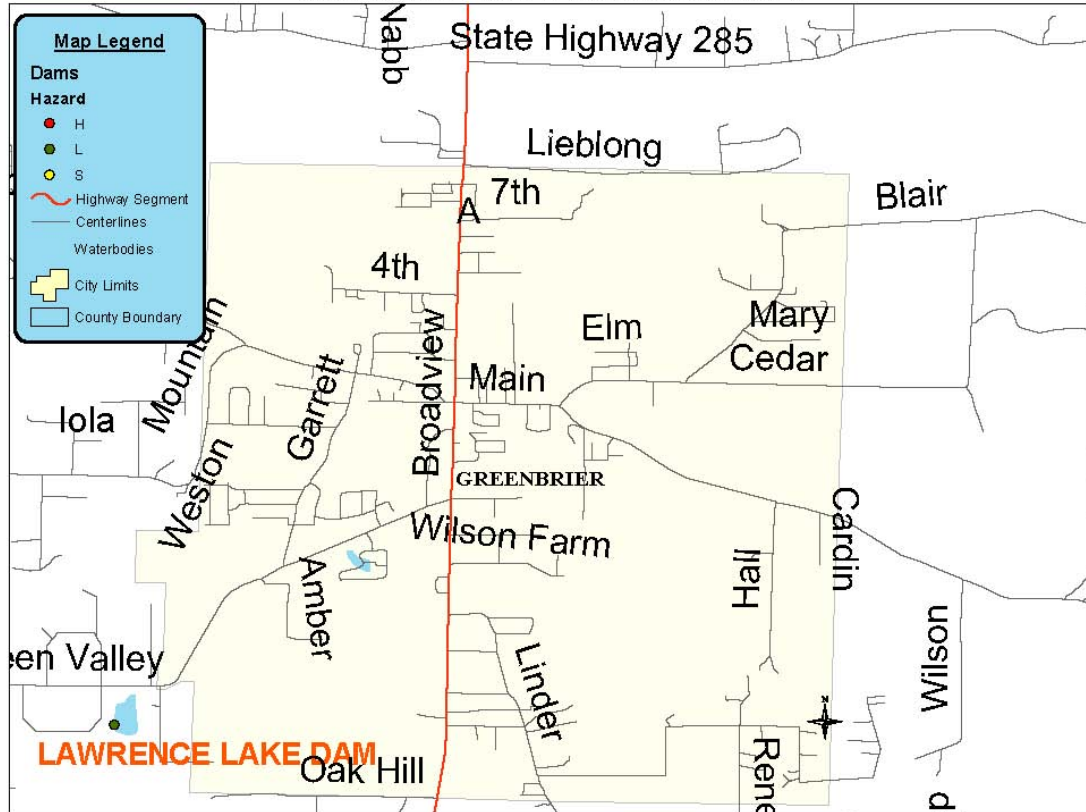 Map Legend
Dams
Hazard
H
L
S
Highway Segment
Centerlines
Waterbodies
City Limits
County Boundary
Nabb
State Highway 285
Lieblong
7th
A
Blair
4th
Mountain
Broadview
Elm
Mary
Cedar
Main
Garrett
Iola
Weston
GREENBRIER
Wilson Farm
Cardin
Hall
Amber
een Valley
Linder
Wilson
LAWRENCE LAKE DAM
Oak Hill
Rene